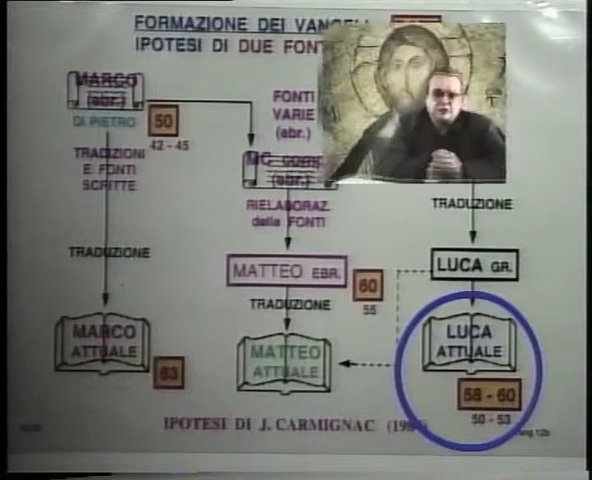 FORMAZIONE DEI
IPOTESI DI DUE
MARCO
(ebr.)
DI PIETRO
50
42 - 45
FONTI
VARIE
(ebr.)
TRADIZIONI
E FONTI
SCRITTE
(ebr.)
RIELABORAZ.
delle FONTI
TRADUZIONE
TRADUZIONE
MATTEO EBR.
60
55
LUCA GR.
TRADUZIONE
MARCO
ATTUALE
63
MATTEO
ATTUALE
LUCA
ATTUALE
58 - 60
50 - 53
IPOTESI DI J. CARMIGNAC